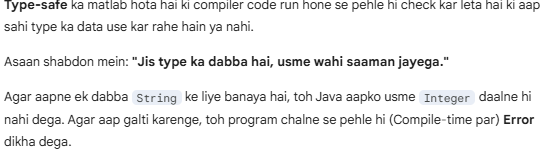 Type-safe ka matlab hota hai ki compiler code run hone se pehle hi check kar leta hai ki aap
sahi type ka data use kar rahe hain ya nahi.
Asaan shabdon mein: "Jis type ka dabba hai, usme wahi saaman jayega."
Agar aapne ek dabba String ke liye banaya hai, toh Java aapko usme Integer daalne hi
nahi dega. Agar aap galti karenge, toh program chalne se pehle hi (Compile-time par) Error
dikha dega.